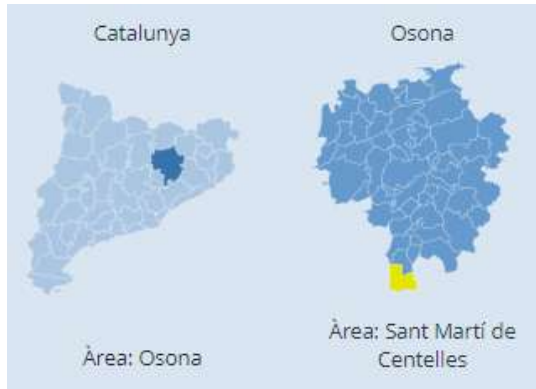 Catalunya
Osona
Àrea: Osona
Àrea: Sant Martí de
Centelles